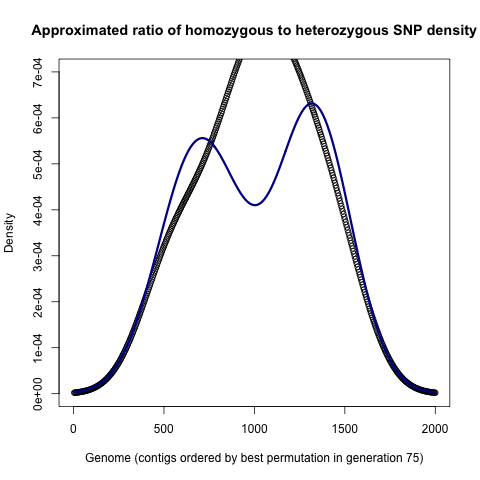 Approximated ratio of homozygous to heterozygous SNP density
Density
7e-04
6e-04
5e-04
4e-04
3e-04
2e-04
1e-04
0e+00
0 500 1000 1500 2000
Genome (contigs ordered by best permutation in generation 75)